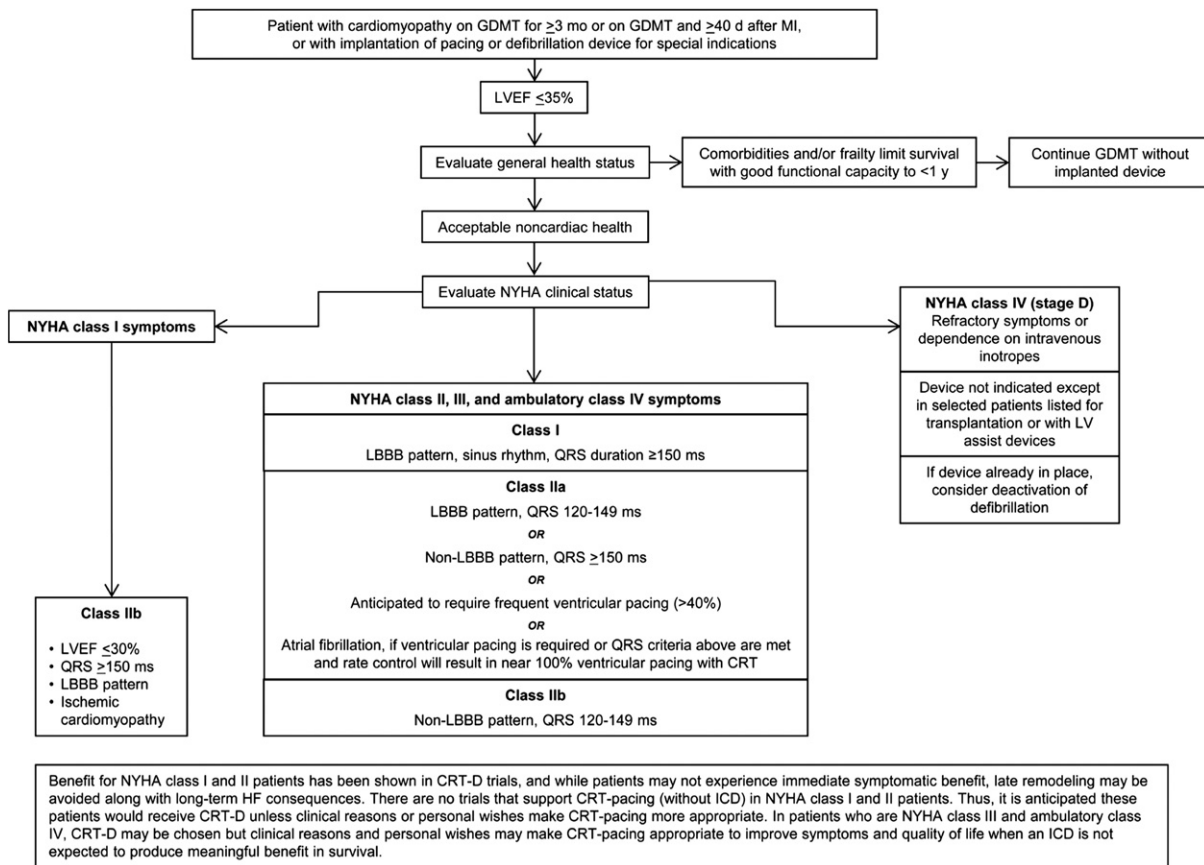 Patient with cardiomyopathy on GDMT for ≥3 mo or on GDMT and ≥40 d after MI,
or with implantation of pacing or defibrillation device for special indications
LVEF ≤35%
Evaluate general health status
Comorbidities and/or frailty limit survival
with good functional capacity to <1 y
Continue GDMT without
implanted device
Acceptable noncardiac health
Evaluate NYHA clinical status
NYHA class I symptoms
Class IIb
• LVEF ≤30%
• QRS ≥150 ms
• LBBB pattern
• Ischemic
cardiomyopathy
NYHA class II, III, and ambulatory class IV symptoms
Class I
LBBB pattern, sinus rhythm, QRS duration ≥150 ms
Class IIa
LBBB pattern, QRS 120-149 ms
OR
Non-LBBB pattern, QRS ≥150 ms
OR
Anticipated to require frequent ventricular pacing (>40%)
OR
Atrial fibrillation, if ventricular pacing is required or QRS criteria above are met
and rate control will result in near 100% ventricular pacing with CRT
Class IIb
Non-LBBB pattern, QRS 120-149 ms
NYHA class IV (stage D)
Refractory symptoms or
dependence on intravenous
inotropes
Device not indicated except
in selected patients listed for
transplantation or with LV
assist devices
If device already in place,
consider deactivation of
defibrillation
Benefit for NYHA class I and II patients has been shown in CRT-D trials, and while patients may not experience immediate symptomatic benefit, late remodeling may be
avoided along with long-term HF consequences. There are no trials that support CRT-pacing (without ICD) in NYHA class I and II patients. Thus, it is anticipated these
patients would receive CRT-D unless clinical reasons or personal wishes make CRT-pacing more appropriate. In patients who are NYHA class III and ambulatory class
IV, CRT-D may be chosen but clinical reasons and personal wishes may make CRT-pacing appropriate to improve symptoms and quality of life when an ICD is not
expected to produce meaningful benefit in survival.